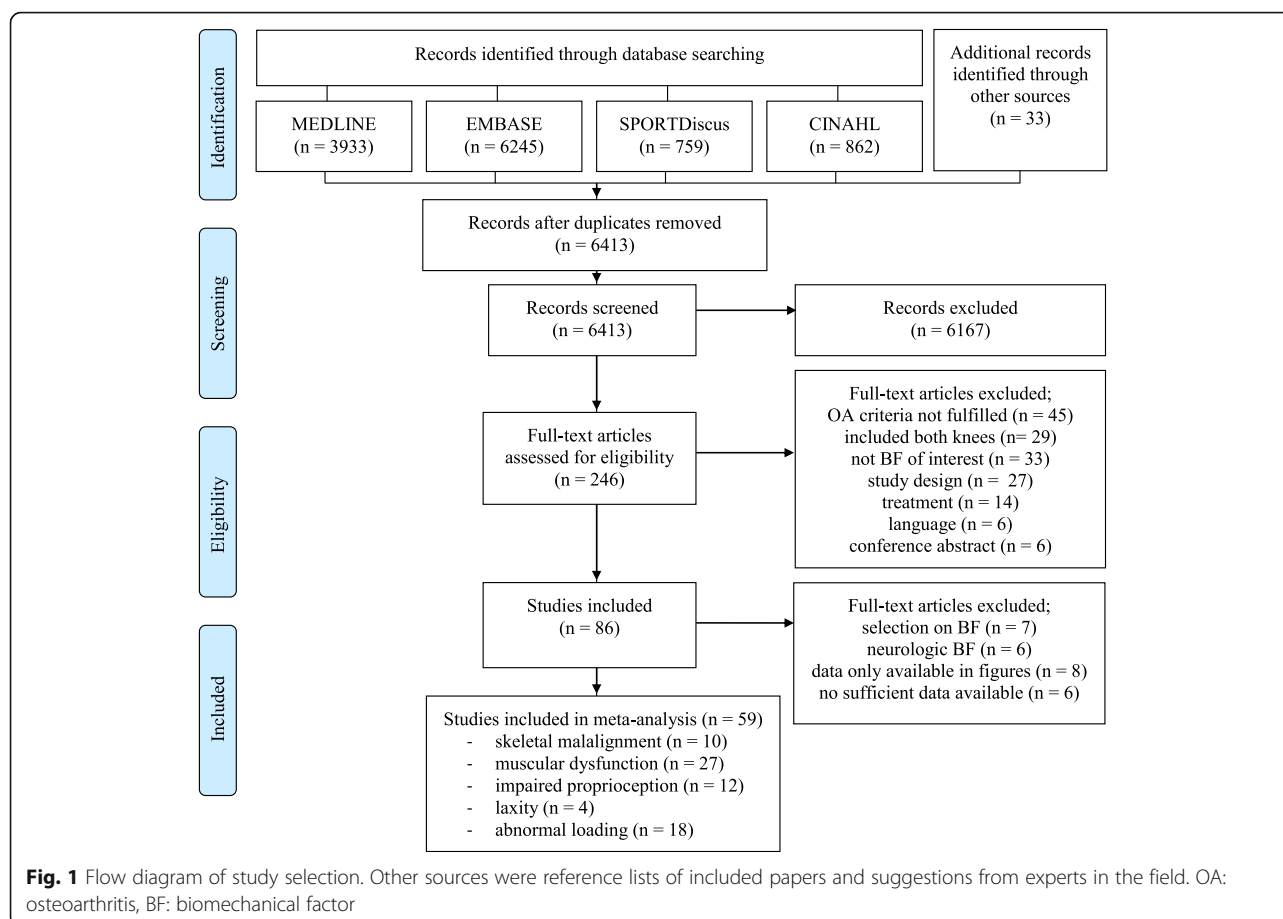 Identification
Records identified through database searching
Additional records
identified through
other sources
(n = 33)
MEDLINE
(n = 3933)
EMBASE
(n = 6245)
SPORTDiscus
(n = 759)
CINAHL
(n = 862)
Records after duplicates removed
(n = 6413)
Screening
Records screened
(n = 6413)
Records excluded
(n = 6167)
Eligibility
Full-text articles
assessed for eligibility
(n = 246)
Full-text articles excluded;
OA criteria not fulfilled (n = 45)
included both knees (n= 29)
not BF of interest (n = 33)
study design (n = 27)
treatment (n = 14)
language (n = 6)
conference abstract (n = 6)
Included
Studies included
(n = 86)
Full-text articles excluded;
selection on BF (n = 7)
neurologic BF (n = 6)
data only available in figures (n = 8)
no sufficient data available (n = 6)
Studies included in meta-analysis (n = 59)
- skeletal malalignment (n = 10)
- muscular dysfunction (n = 27)
- impaired proprioception (n = 12)
- laxity (n = 4)
- abnormal loading (n = 18)
Fig. 1 Flow diagram of study selection. Other sources were reference lists of included papers and suggestions from experts in the field. OA:
osteoarthritis, BF: biomechanical factor